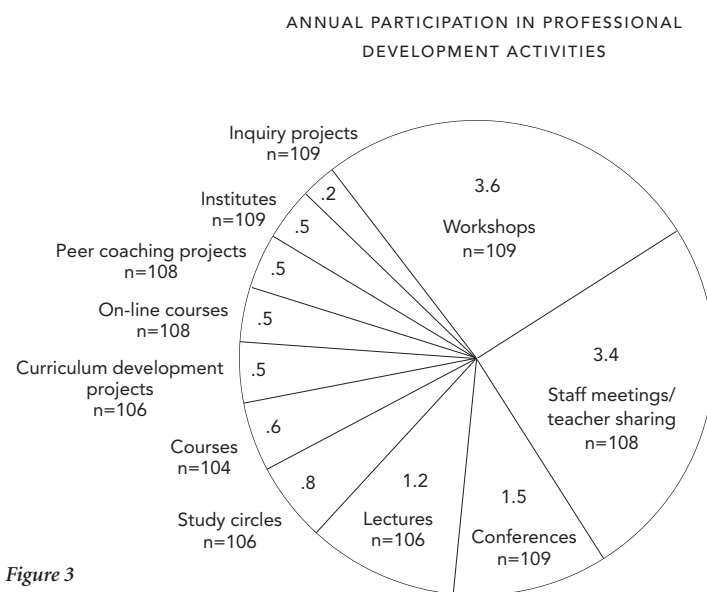 ANNUAL PARTICIPATION IN PROFESSIONAL
DEVELOPMENT ACTIVITIES
Inquiry projects
n=109
.2
Institutes
n=109
.5
Peer coaching projects
n=108
.5
On-line courses
n=108
.5
Curriculum development
projects
n=106
.5
Courses
n=104
.6
Study circles
n=106
.8
1.2
Lectures
n=106
1.5
Conferences
n=109
3.4
Staff meetings/
teacher sharing
n=108
3.6
Workshops
n=109
Figure 3